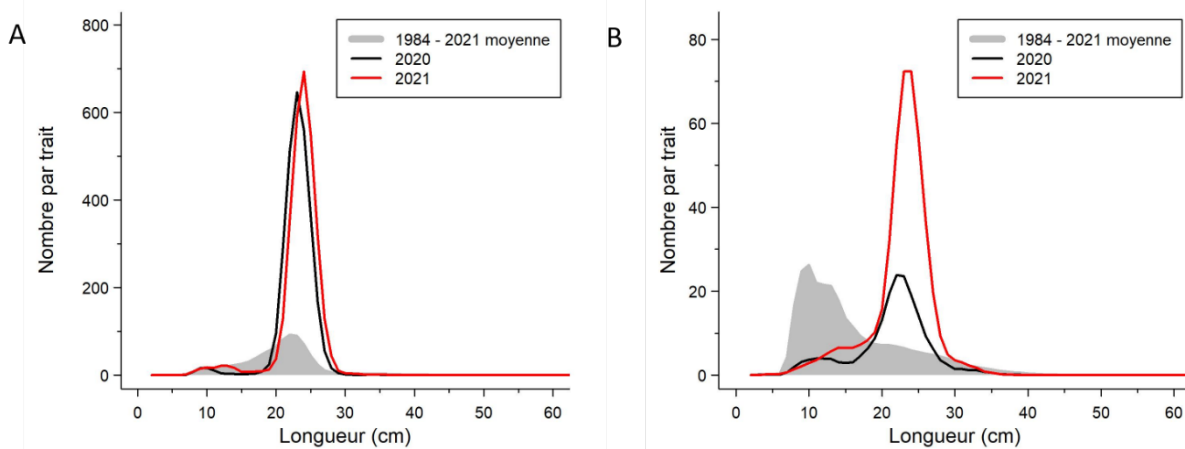 A
800
600
400
200
0
Nombre par trait
1984 - 2021 moyenne
2020
2021
0 10 20 30 40 50 60
Longueur (cm)
B
80
60
40
20
0
Nombre par trait
1984 - 2021 moyenne
2020
2021
0 10 20 30 40 50 60
Longueur (cm)